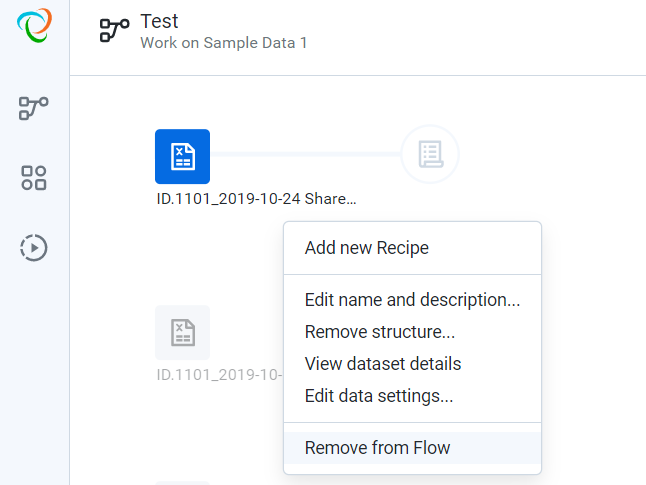 Test
Work on Sample Data 1
ID.1101_2019-10-24 Share...
Add new Recipe
Edit name and description...
Remove structure...
View dataset details
ID.1101_2019-10-
Edit data settings...
Remove from Flow